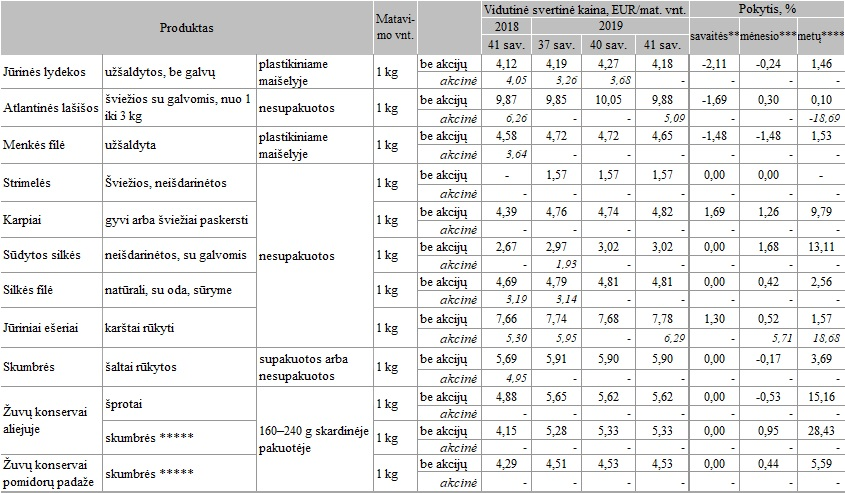 Produktas Matavimo vnt. Vidutinė svertinė kaina, EUR/mat. vnt. Pokytis, %
2018 2019 savaitės** mėnesio*** metų****
41 sav. 37 sav. 40 sav. 41 sav.
Jūrinės lydekos užšaldytos, be galvų plastikiniame maišelyje 1 kg be akcijų 4,12 4,19 4,27 4,18 -2,11 -0,24 1,46
akcinė 4,05 3,26 3,68 - - - -
Atlantinės lašišos šviežios su galvomis, nuo 1 iki 3 kg nesupakuotos 1 kg be akcijų 9,87 9,85 10,05 9,88 -1,69 0,30 0,10
akcinė 6,26 - - 5,09 - - -18,69
Menkės filė užšaldyta plastikiniame maišelyje 1 kg be akcijų 4,58 4,72 4,72 4,65 -1,48 -1,48 1,53
akcinė 3,64 - - - - - -
Strimelės Šviežios, neišdarinėtos nesupakuotos 1 kg be akcijų - 1,57 1,57 1,57 0,00 0,00 -
akcinė - - - - - - -
Karpiai gyvi arba šviežiai paskersti 1 kg be akcijų 4,39 4,76 4,74 4,82 1,69 1,26 9,79
akcinė - - - - - - -
Sūdytos silkės neišdarinėtos, su galvomis 1 kg be akcijų 2,67 2,97 3,02 3,02 0,00 1,68 13,11
akcinė - 1,93 - - - - -
Silkės filė natūrali, su oda, sūryme 1 kg be akcijų 4,69 4,79 4,81 4,81 0,00 0,42 2,56
akcinė 3,19 3,14 - - - - -
Jūriniai ešeriai karštai rūkyti 1 kg be akcijų 7,66 7,74 7,68 7,78 1,30 0,52 1,57
akcinė 5,30 5,95 - 6,29 - 5,71 18,68
Skumbrės šaltai rūkytos supakuotos arba nesupakuotos 1 kg be akcijų 5,69 5,91 5,90 5,90 0,00 -0,17 3,69
akcinė 4,95 - - - - - -
Žuvų konservai aliejuje šprotai 160–240 g skardinėje pakuotėje 1 kg be akcijų 4,88 5,65 5,62 5,62 0,00 -0,53 15,16
akcinė - - - - - - -
skumbrės ***** 1 kg be akcijų 4,15 5,28 5,33 5,33 0,00 0,95 28,43
akcinė - - - - - - -
Žuvų konservai pomidorų padaže skumbrės ***** 1 kg be akcijų 4,29 4,51 4,53 4,53 0,00 0,44 5,59
akcinė - - - - - - -